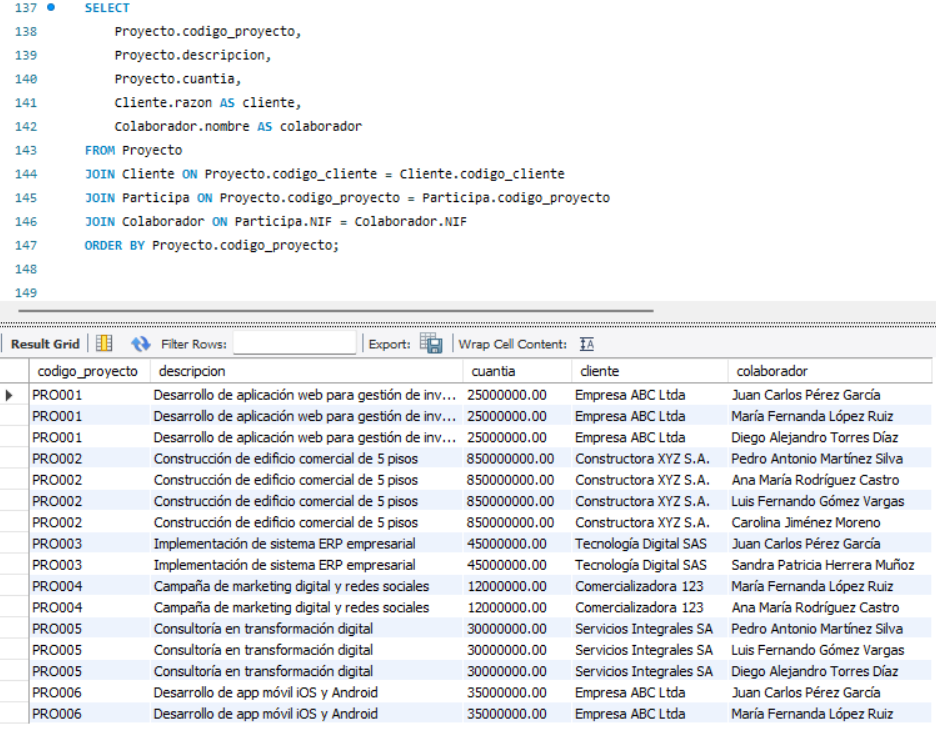 137 SELECT
138 Proyecto.codigo_proyecto,
139 Proyecto.descripcion,
140 Proyecto.cuantia,
141 Cliente.razon AS cliente,
142 Colaborador.nombre AS colaborador
143 FROM Proyecto
144 JOIN Cliente ON Proyecto.codigo_cliente = Cliente.codigo_cliente
145 JOIN Participa ON Proyecto.codigo_proyecto = Participa.codigo_proyecto
146 JOIN Colaborador ON Participa.NIF = Colaborador.NIF
147 ORDER BY Proyecto.codigo_proyecto;
148
149
Result Grid Filter Rows: Export: Wrap Cell Content: IA
codigo_proyecto descripcion cuantia cliente colaborador
PRO001 Desarrollo de aplicación web para gestión de inv... 25000000.00 Empresa ABC Ltda Juan Carlos Pérez García
PRO001 Desarrollo de aplicación web para gestión de inv... 25000000.00 Empresa ABC Ltda María Fernanda López Ruiz
PRO001 Desarrollo de aplicación web para gestión de inv... 25000000.00 Empresa ABC Ltda Diego Alejandro Torres Díaz
PRO002 Construcción de edificio comercial de 5 pisos 850000000.00 Constructora XYZ S.A. Pedro Antonio Martínez Silva
PRO002 Construcción de edificio comercial de 5 pisos 850000000.00 Constructora XYZ S.A. Ana María Rodríguez Castro
PRO002 Construcción de edificio comercial de 5 pisos 850000000.00 Constructora XYZ S.A. Luis Fernando Gómez Vargas
PRO002 Construcción de edificio comercial de 5 pisos 850000000.00 Constructora XYZ S.A. Carolina Jiménez Moreno
PRO003 Implementación de sistema ERP empresarial 45000000.00 Tecnología Digital SAS Juan Carlos Pérez García
PRO003 Implementación de sistema ERP empresarial 45000000.00 Tecnología Digital SAS Sandra Patricia Herrera Muñoz
PRO004 Campaña de marketing digital y redes sociales 12000000.00 Comercializadora 123 María Fernanda López Ruiz
PRO004 Campaña de marketing digital y redes sociales 12000000.00 Comercializadora 123 Ana María Rodríguez Castro
PRO005 Consultoría en transformación digital 30000000.00 Servicios Integrales SA Pedro Antonio Martínez Silva
PRO005 Consultoría en transformación digital 30000000.00 Servicios Integrales SA Luis Fernando Gómez Vargas
PRO005 Consultoría en transformación digital 30000000.00 Servicios Integrales SA Diego Alejandro Torres Díaz
PRO006 Desarrollo de app móvil iOS y Android 35000000.00 Empresa ABC Ltda Juan Carlos Pérez García
PRO006 Desarrollo de app móvil iOS y Android 35000000.00 Empresa ABC Ltda María Fernanda López Ruiz